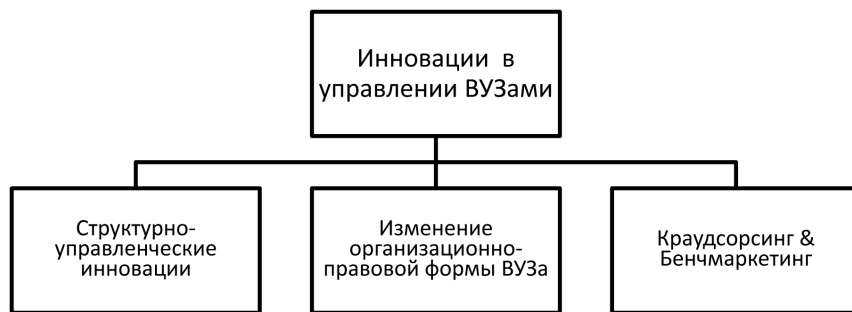 Инновации в
управлении ВУЗами
Структурно-
управленческие
инновации
Изменение
организационно-
правовой формы ВУЗа
Краудсорсинг &
Бенчмаркетинг